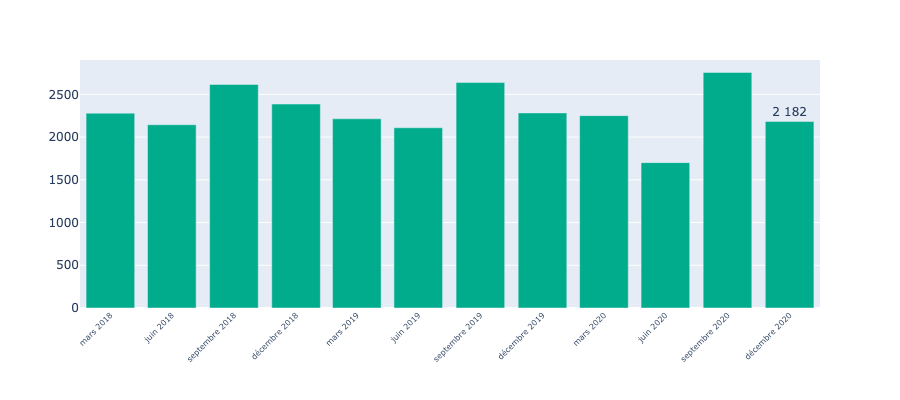 2500
2000
1500
1000
500
0
2 182
mars 2018
juin 2018
septembre 2018
décembre 2018
mars 2019
juin 2019
septembre 2019
décembre 2019
mars 2020
juin 2020
septembre 2020
décembre 2020